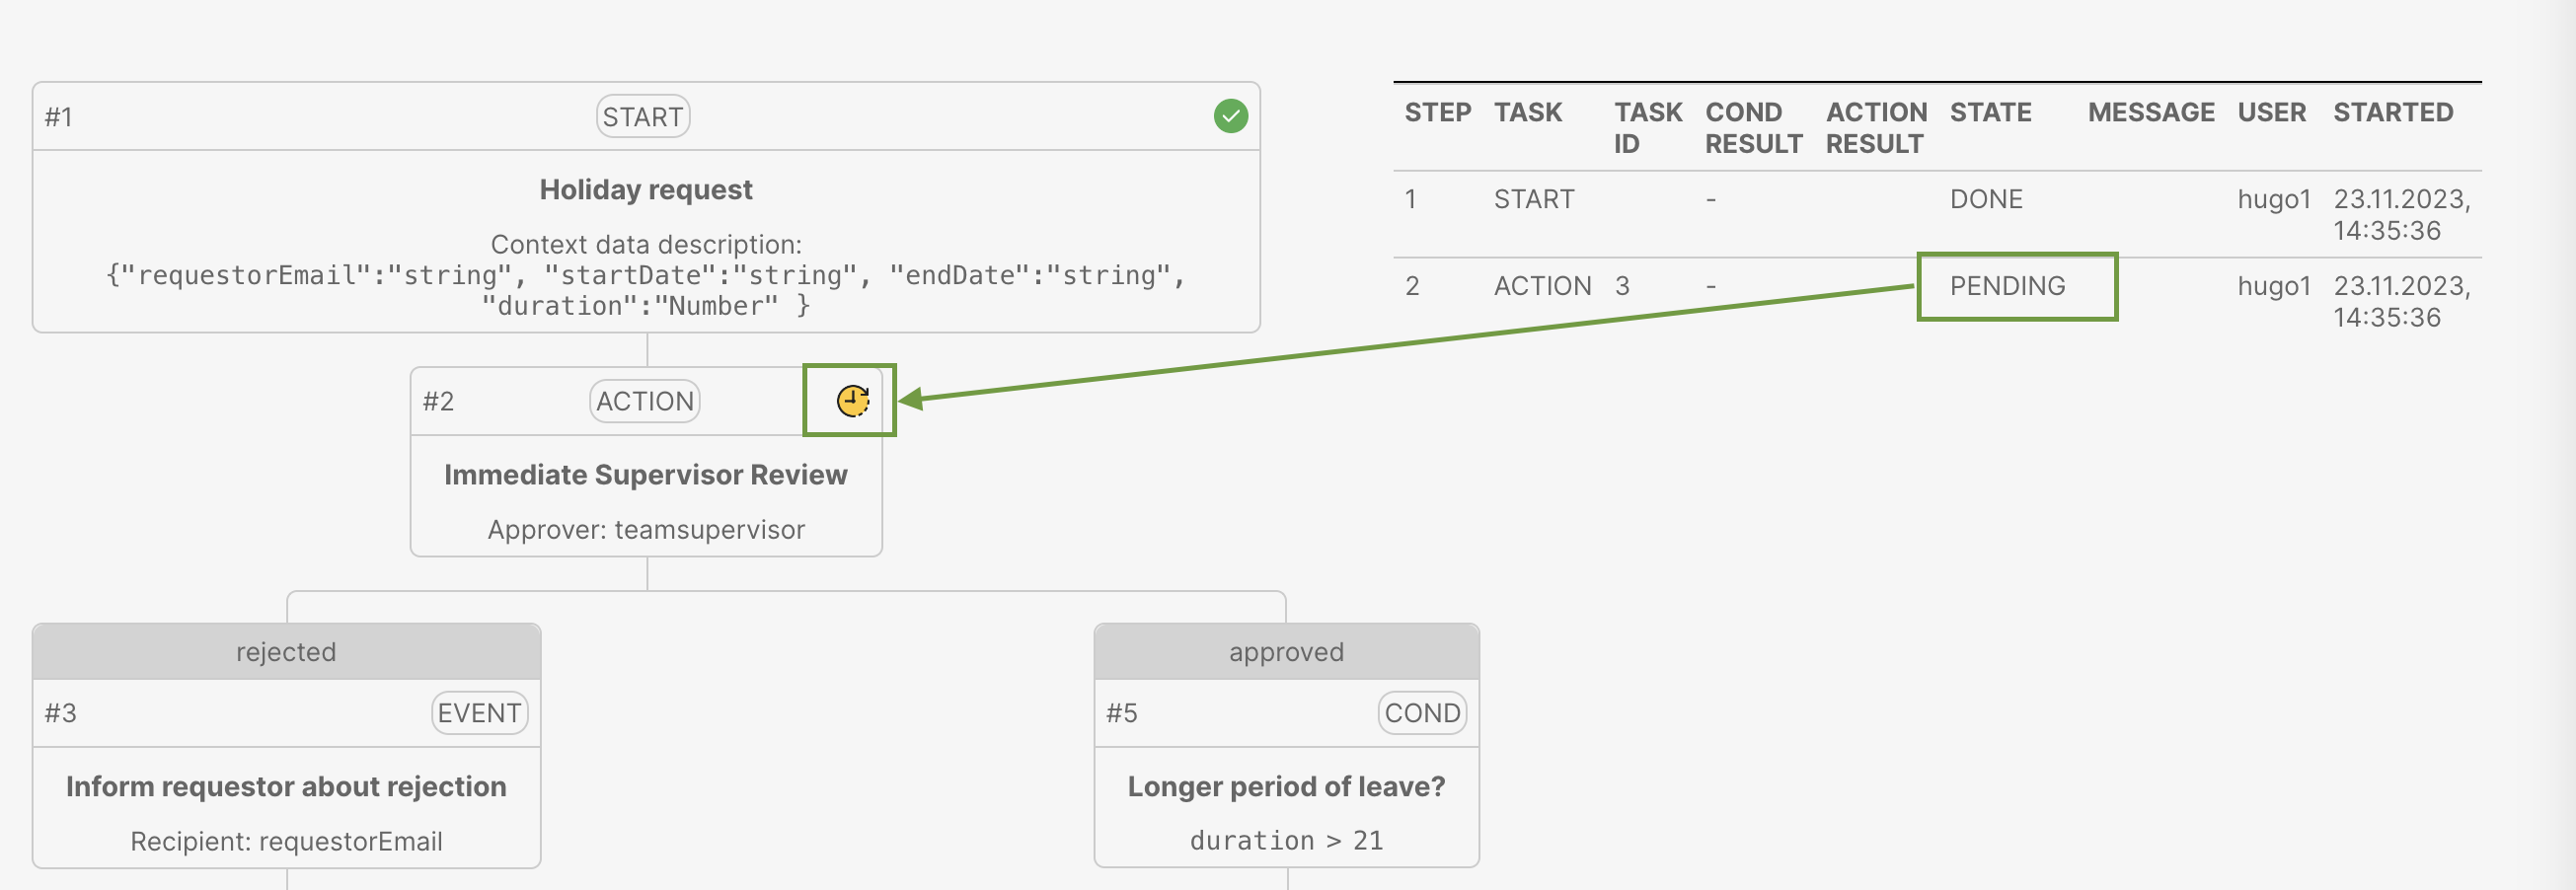 #1 START
Holiday request
Context data description:
{"requestorEmail":"string", "startDate":"string", "endDate":"string",
"duration":"Number" }
#2 ACTION
Immediate Supervisor Review
Approver: teamsupervisor
rejected
#3 EVENT
Inform requestor about rejection
Recipient: requestorEmail
approved
#5 COND
Longer period of leave?
duration > 21
STEP TASK TASK COND ACTION STATE MESSAGE USER STARTED
ID RESULT RESULT
1 START - DONE hugo1 23.11.2023,
14:35:36
2 ACTION 3 - PENDING hugo1 23.11.2023,
14:35:36